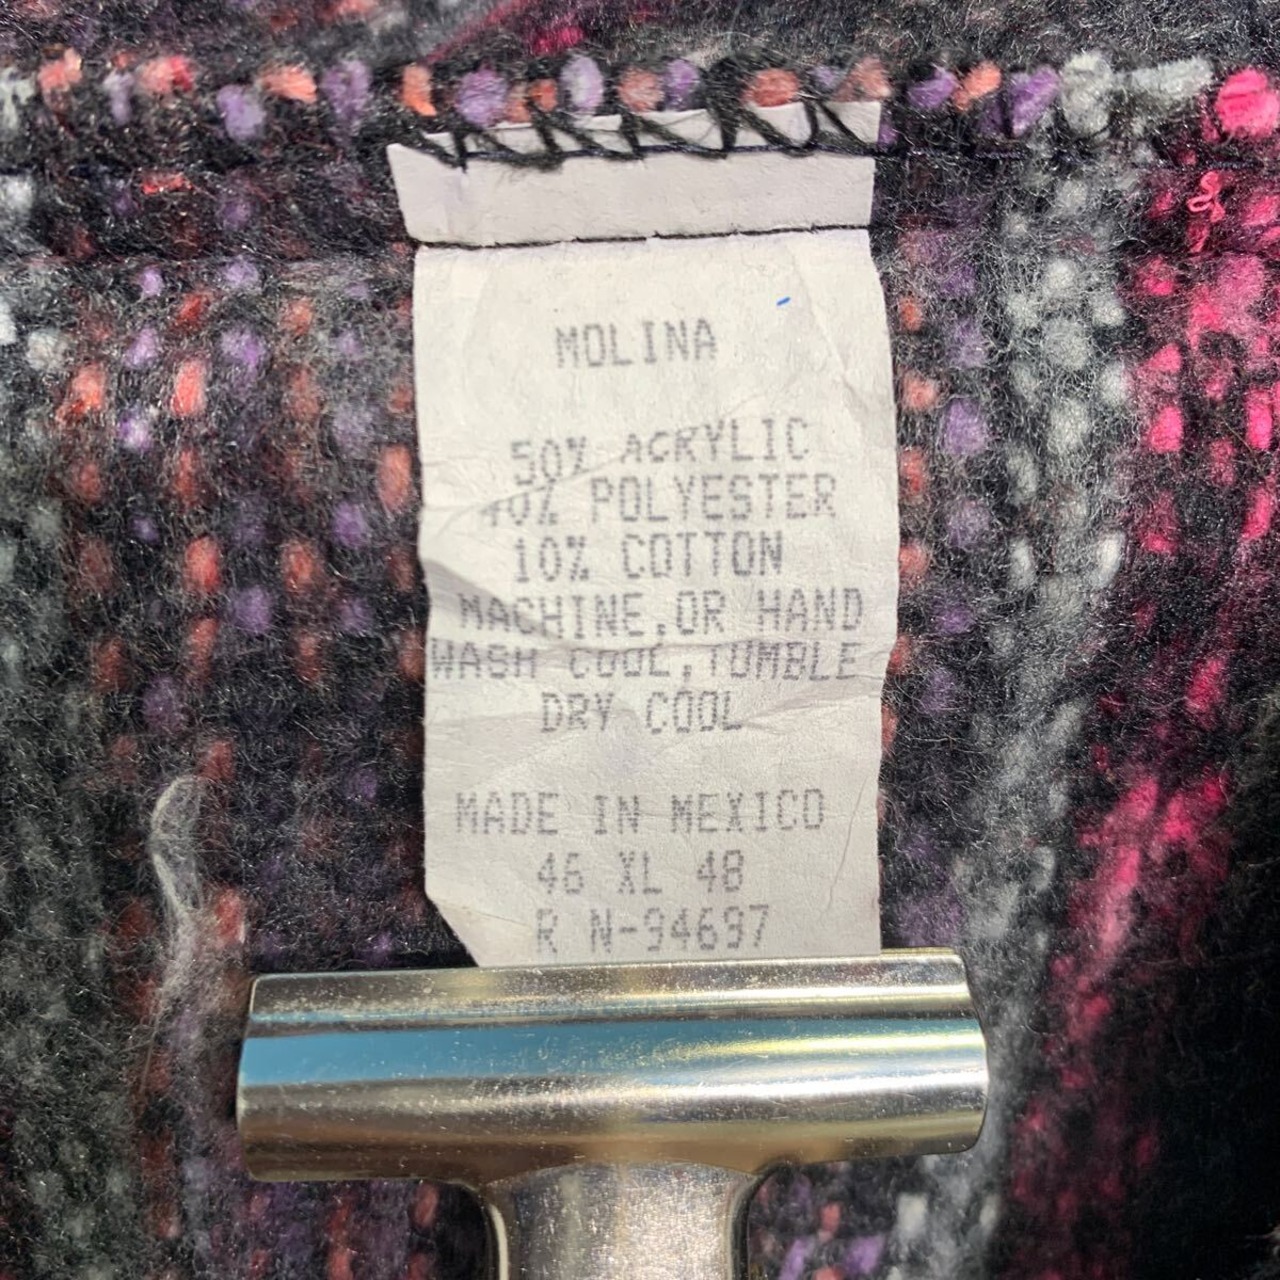 MOLINA
50% ACRYLIC
40% POLYESTER
10% COTTON
MACHINE,OR HAND
WASH COOL,TUMBLE
DRY COOL
MADE IN MEXICO
46 XL 48
R N-94697